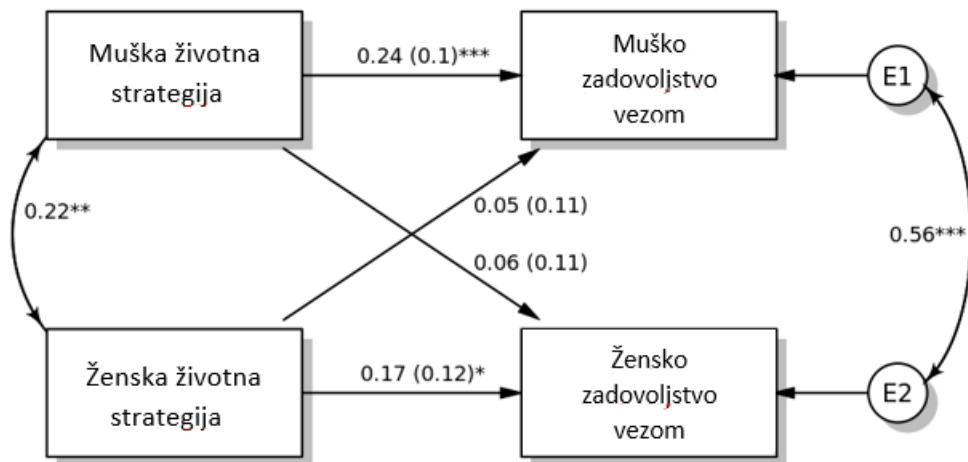 Muška životna
strategija
0.24 (0.1)***
Muško
zadovoljstvo
vezom
E1
0.22**
0.05 (0.11)
0.06 (0.11)
0.56***
Ženska životna
strategija
0.17 (0.12)*
Žensko
zadovoljstvo
vezom
E2